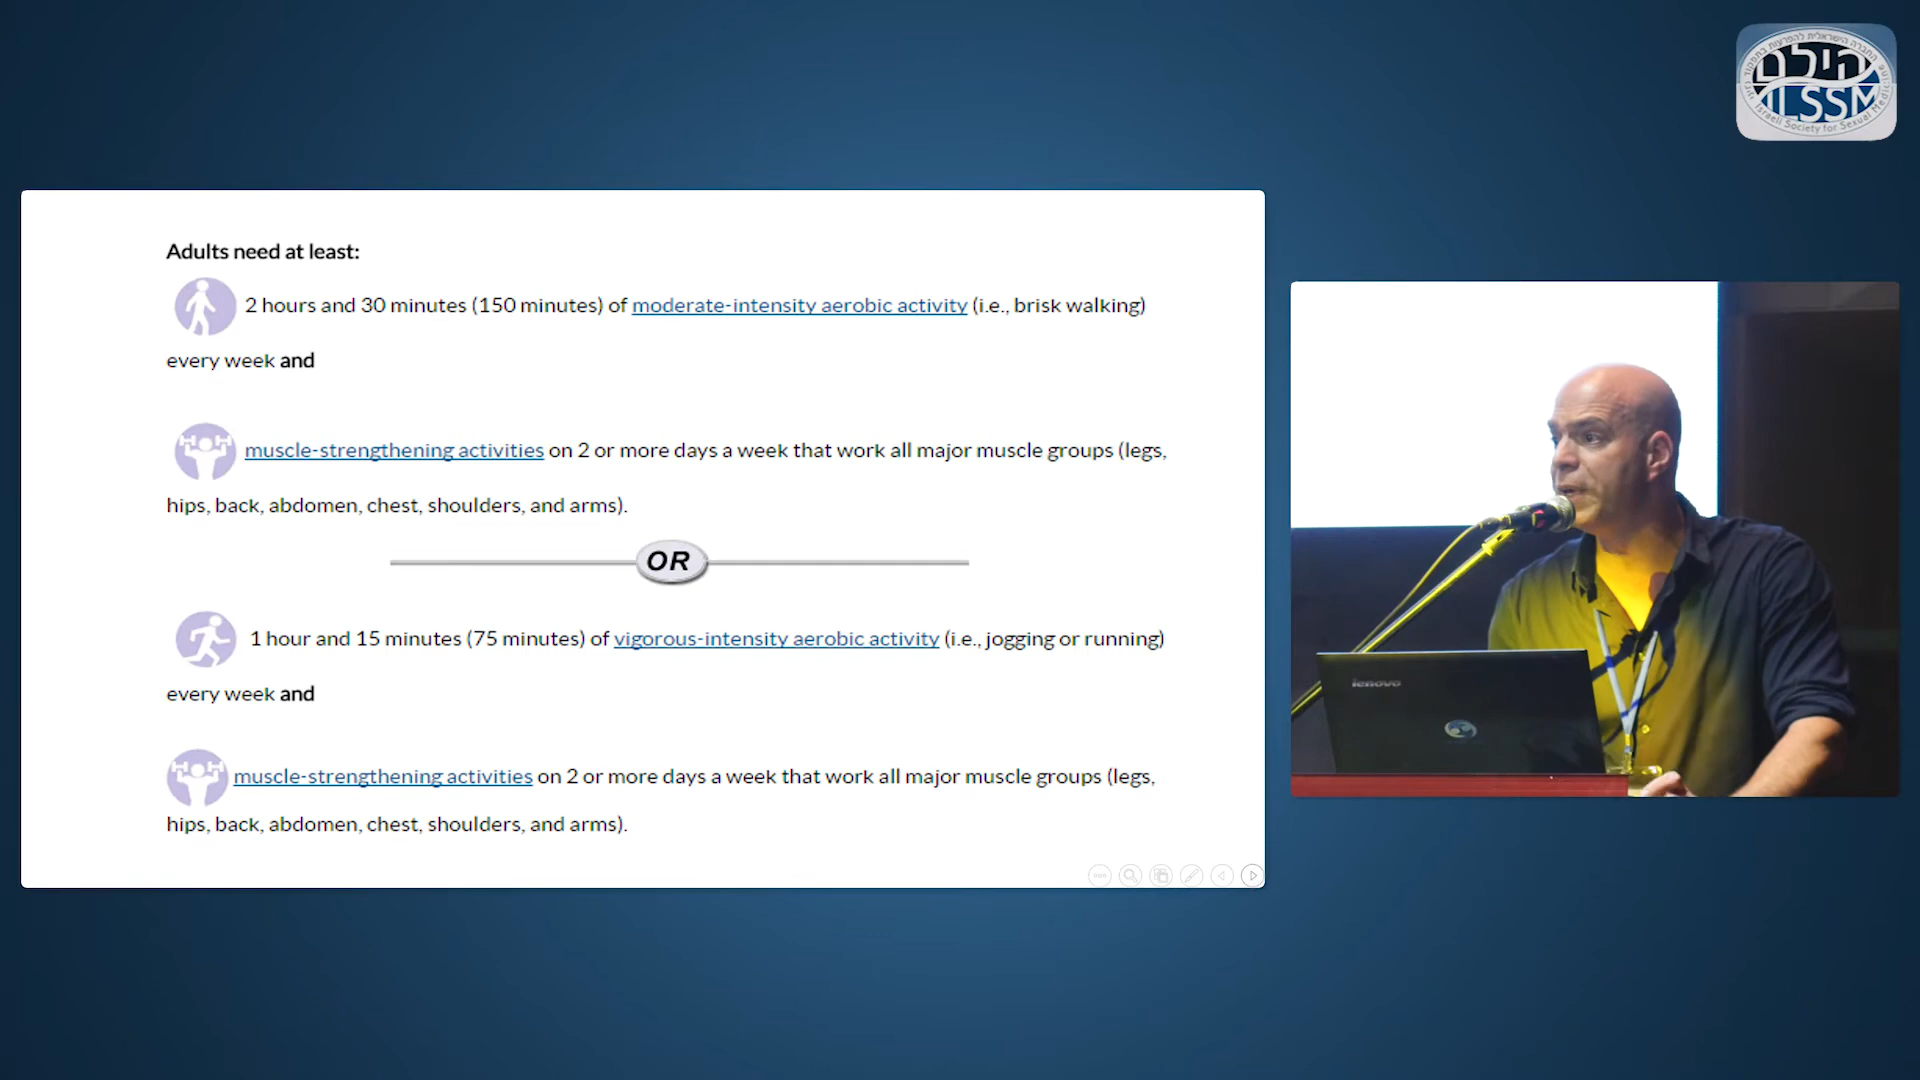 Adults need at least:
2 hours and 30 minutes (150 minutes) of moderate-intensity aerobic activity (i.e., brisk walking)
every week and
muscle-strengthening activities on 2 or more days a week that work all major muscle groups (legs,
hips, back, abdomen, chest, shoulders, and arms).
OR
1 hour and 15 minutes (75 minutes) of vigorous-intensity aerobic activity (i.e., jogging or running)
every week and
muscle-strengthening activities on 2 or more days a week that work all major muscle groups (legs,
hips, back, abdomen, chest, shoulders, and arms).
ILSSM
Israeli Society for Sexual Medicine
lenovo